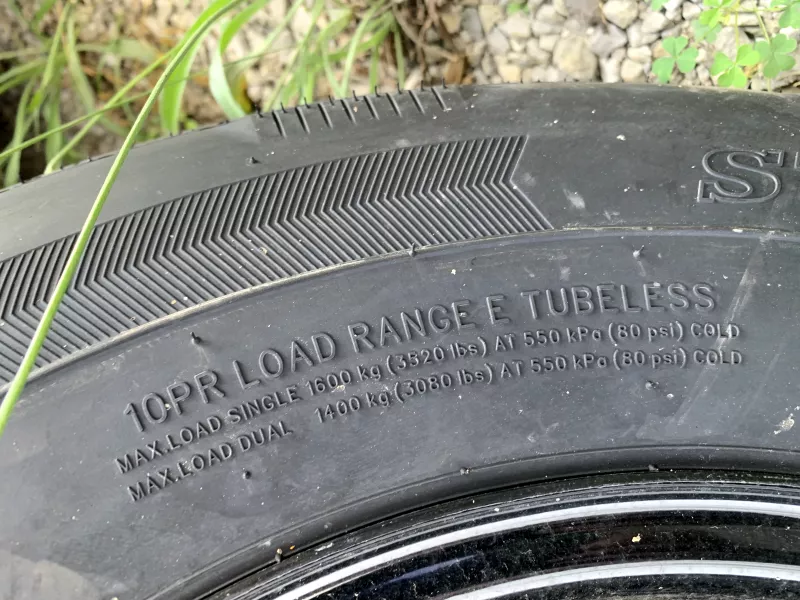 10PR LOAD RANGE E TUBELESS
MAX.LOAD SINGLE 1600 kg (3520 lbs) AT 550 kPa (80 psi) COLD
MAX.LOAD DUAL 1400 kg (3080 lbs) AT 550 kPa (80 psi) COLD